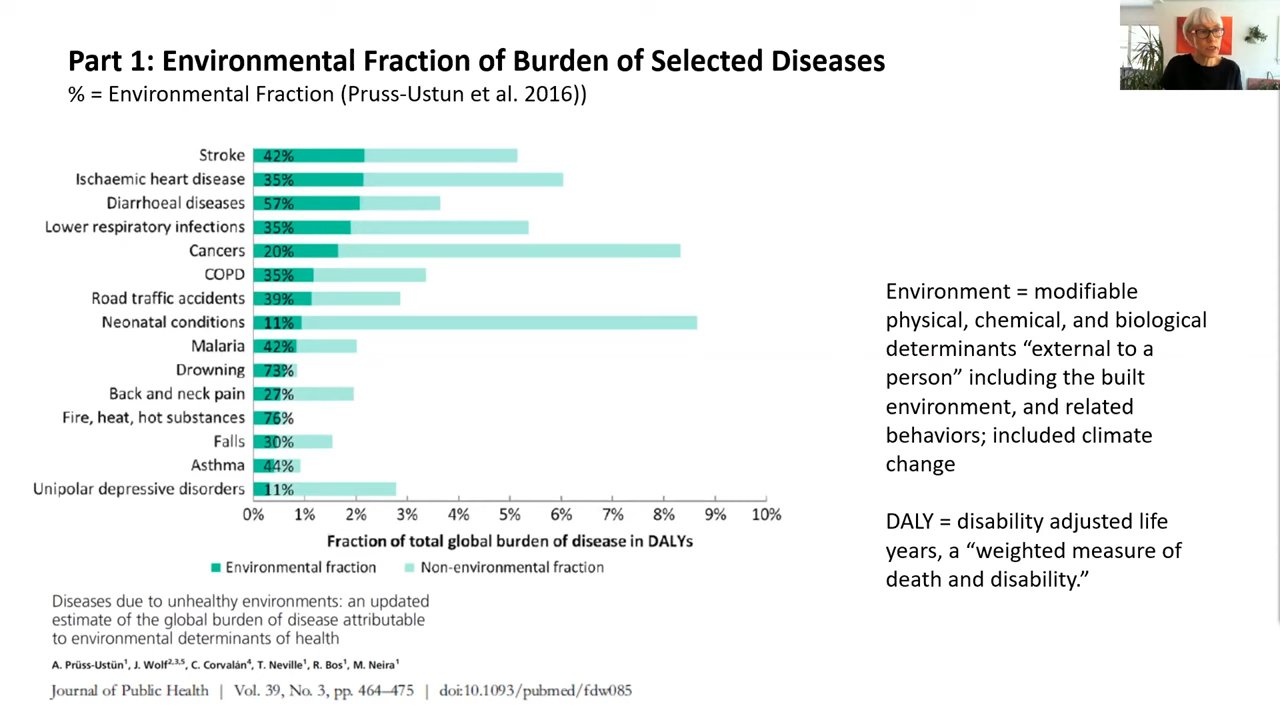 Part 1: Environmental Fraction of Burden of Selected Diseases
% = Environmental Fraction (Pruss-Ustun et al. 2016))
Stroke 42%
Ischaemic heart disease 35%
Diarrhoeal diseases 57%
Lower respiratory infections 35%
Cancers 20%
COPD 35%
Road traffic accidents 39%
Neonatal conditions 11%
Malaria 42%
Drowning 73%
Back and neck pain 27%
Fire, heat, hot substances 76%
Falls 30%
Asthma 44%
Unipolar depressive disorders 11%
0% 1% 2% 3% 4% 5% 6% 7% 8% 9% 10%
Fraction of total global burden of disease in DALYs
Environmental fraction Non-environmental fraction
Environment = modifiable
physical, chemical, and biological
determinants “external to a
person” including the built
environment, and related
behaviors; included climate
change
DALY = disability adjusted life
years, a “weighted measure of
death and disability.”
Diseases due to unhealthy environments: an updated
estimate of the global burden of disease attributable
to environmental determinants of health
A. Prüss-Ustün¹, J. Wolf²,³,⁵, C. Corvalán⁴, T. Neville¹, R. Bos¹, M. Neira¹
Journal of Public Health | Vol. 39, No. 3, pp. 464–475 | doi:10.1093/pubmed/fdw085